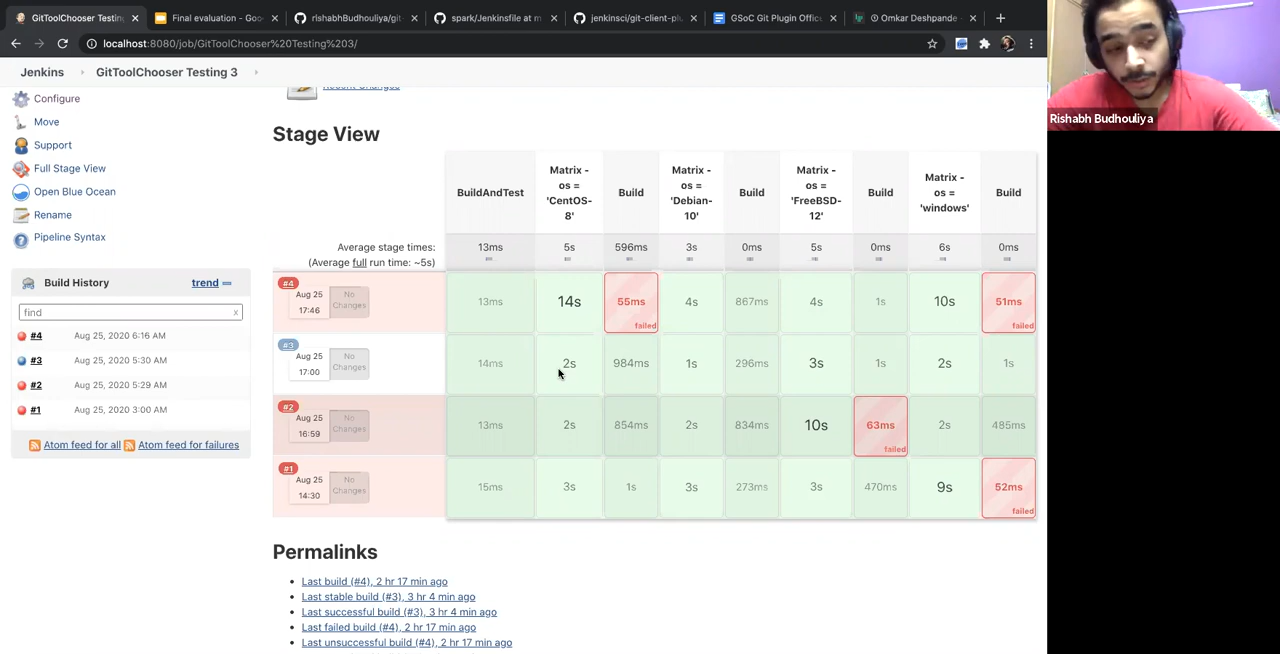 GitToolChooser Testing
Final evaluation - Goo
rishabhBudhouliya/git-
spark/Jenkinsfile at m
jenkinsci/git-client-plu
GSoC Git Plugin Offic
Omkar Deshpande -
localhost:8080/job/GitToolChooser%20Testing%203/
Jenkins
GitToolChooser Testing 3
Rishabh Budhouliya
Configure
Move
Support
Full Stage View
Open Blue Ocean
Rename
Pipeline Syntax
Build History
trend
find
x
#4 Aug 25, 2020 6:16 AM
#3 Aug 25, 2020 5:30 AM
#2 Aug 25, 2020 5:29 AM
#1 Aug 25, 2020 3:00 AM
Atom feed for all
Atom feed for failures
Recent Changes
Stage View
BuildAndTest
Matrix -
os =
'CentOS-
8'
Build
Matrix -
os =
'Debian-
10'
Build
Matrix -
os =
'FreeBSD-
12'
Build
Matrix -
os =
'windows'
Build
Average stage times:
(Average full run time: ~5s)
13ms 5s 596ms 3s 0ms 5s 0ms 6s 0ms
#4
Aug 25
17:46
No
Changes
13ms 14s 55ms 4s 867ms 4s 1s 10s 51ms
failed
failed
#3
Aug 25
17:00
No
Changes
14ms 2s 984ms 1s 296ms 3s 1s 2s 1s
#2
Aug 25
16:59
No
Changes
13ms 2s 854ms 2s 834ms 10s 63ms 2s 485ms
failed
#1
Aug 25
14:30
No
Changes
15ms 3s 1s 3s 273ms 3s 470ms 9s 52ms
failed
Permalinks
Last build (#4), 2 hr 17 min ago
Last stable build (#3), 3 hr 4 min ago
Last successful build (#3), 3 hr 4 min ago
Last failed build (#4), 2 hr 17 min ago
Last unsuccessful build (#4), 2 hr 17 min ago